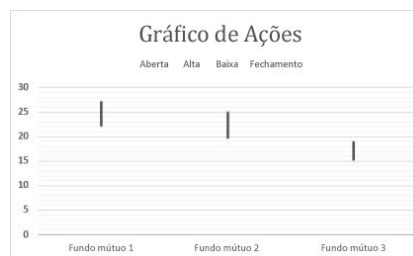 Gráfico de Ações
Aberta Alta Baixa Fechamento
30
25
20
15
10
5
0
Fundo mútuo 1 Fundo mútuo 2 Fundo mútuo 3